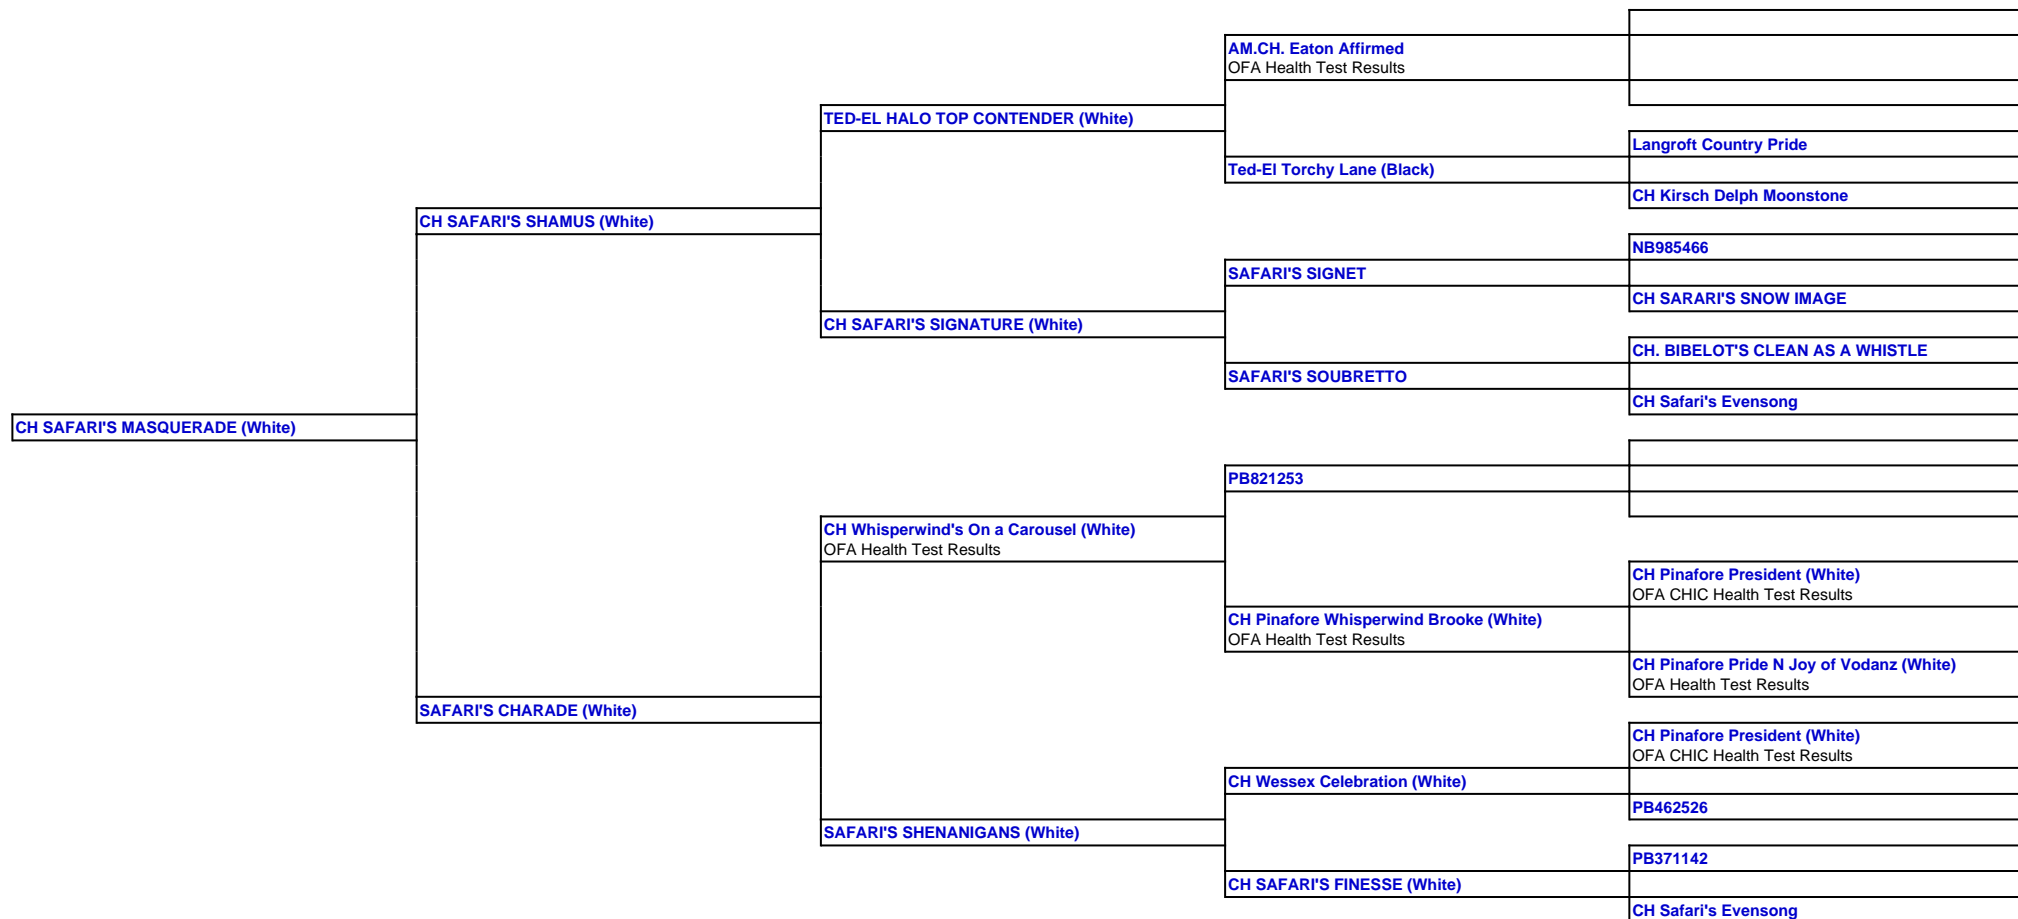 AM.CH. Eaton Affirmed
OFA Health Test Results
TED-EL HALO TOP CONTENDER (White)
Langroft Country Pride
Ted-El Torchy Lane (Black)
CH Kirsch Delph Moonstone
CH SAFARI'S SHAMUS (White)
NB985466
SAFARI'S SIGNET
CH SARARI'S SNOW IMAGE
CH SAFARI'S SIGNATURE (White)
CH. BIBELOT'S CLEAN AS A WHISTLE
SAFARI'S SOUBRETTO
CH Safari's Evensong
CH SAFARI'S MASQUERADE (White)
PB821253
CH Whisperwind's On a Carousel (White)
OFA Health Test Results
CH Pinafore President (White)
OFA CHIC Health Test Results
CH Pinafore Whisperwind Brooke (White)
OFA Health Test Results
CH Pinafore Pride N Joy of Vodanz (White)
OFA Health Test Results
SAFARI'S CHARADE (White)
CH Pinafore President (White)
OFA CHIC Health Test Results
CH Wessex Celebration (White)
PB462526
SAFARI'S SHENANIGANS (White)
PB371142
CH SAFARI'S FINESSE (White)
CH Safari's Evensong